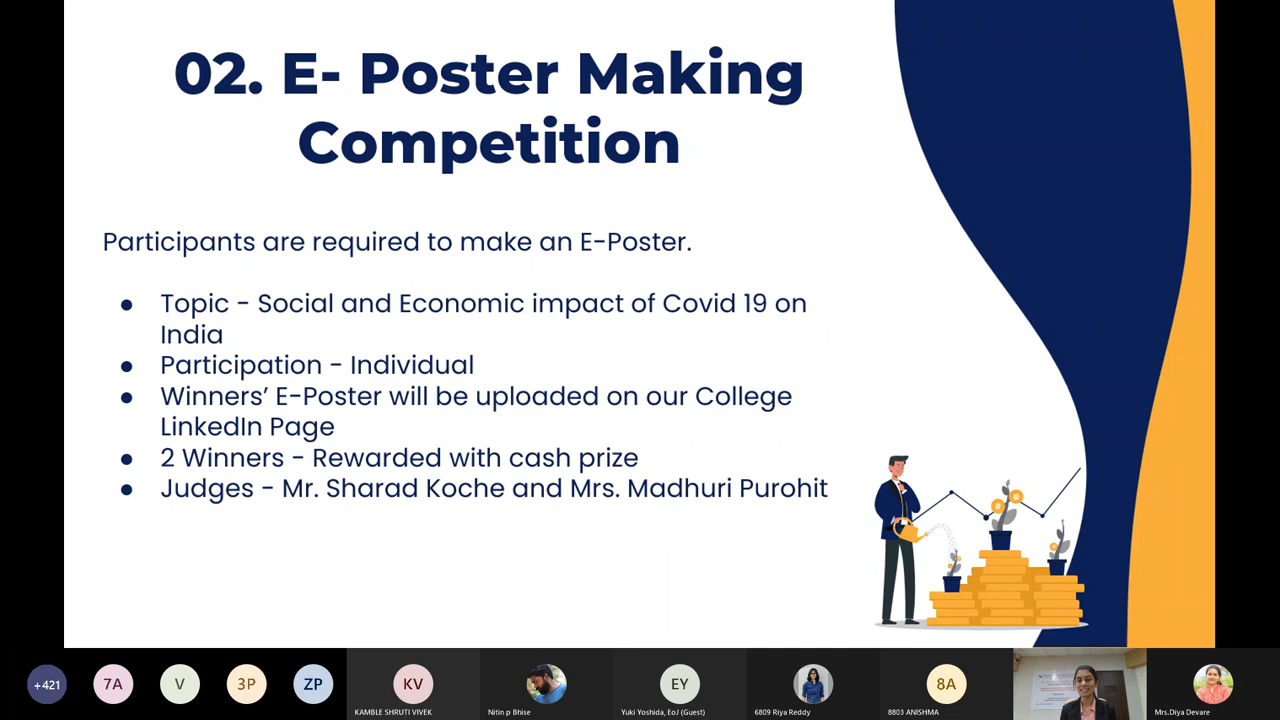 02. E- Poster Making
Competition
Participants are required to make an E-Poster.
● Topic - Social and Economic impact of Covid 19 on
India
● Participation - Individual
● Winners’ E-Poster will be uploaded on our College
LinkedIn Page
● 2 Winners - Rewarded with cash prize
● Judges - Mr. Sharad Koche and Mrs. Madhuri Purohit
+421
7A
V
3P
ZP
KV
EY
8A
KAMBLE SHRUTI VIVEK
Nitin p Bhise
Yuki Yoshida, EoJ (Guest)
6809 Riya Reddy
8803 ANISHMA
Mrs.Diya Devare